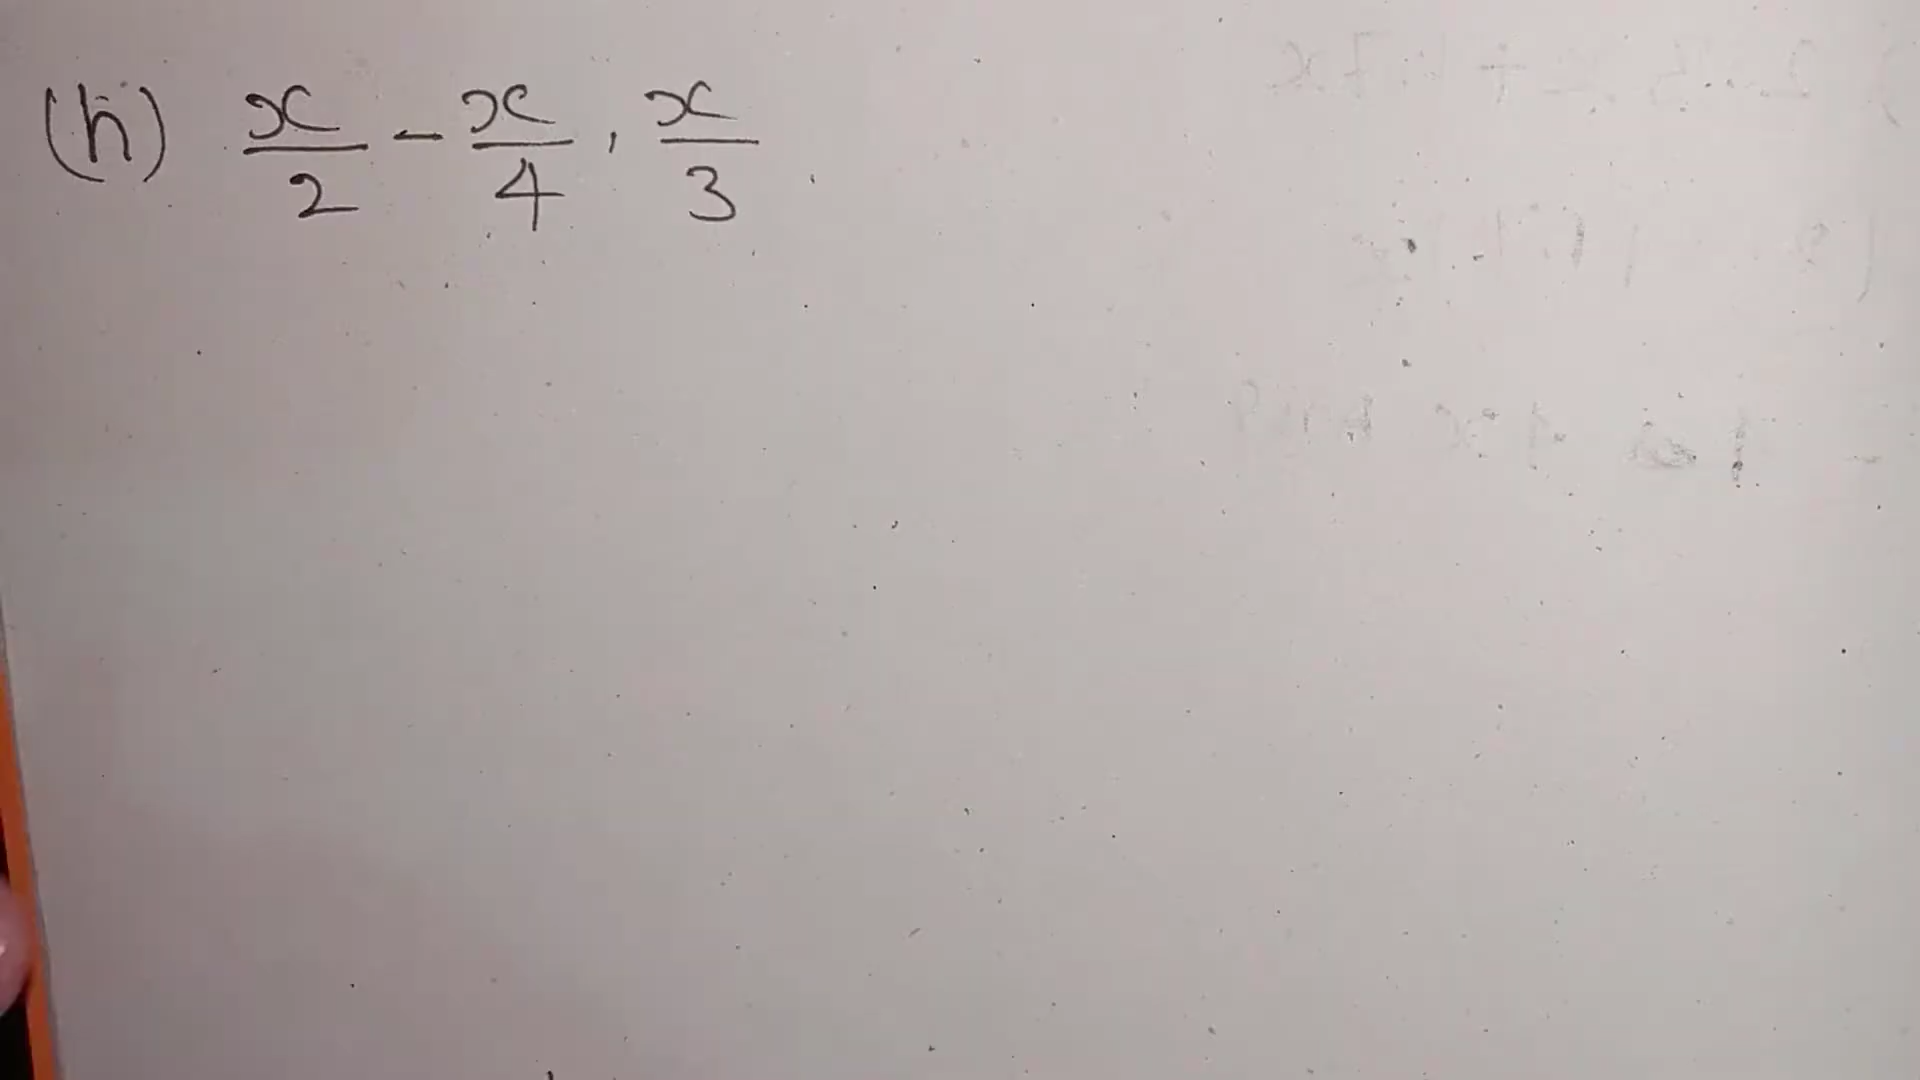 (h) x/2 - x/4 . x/3